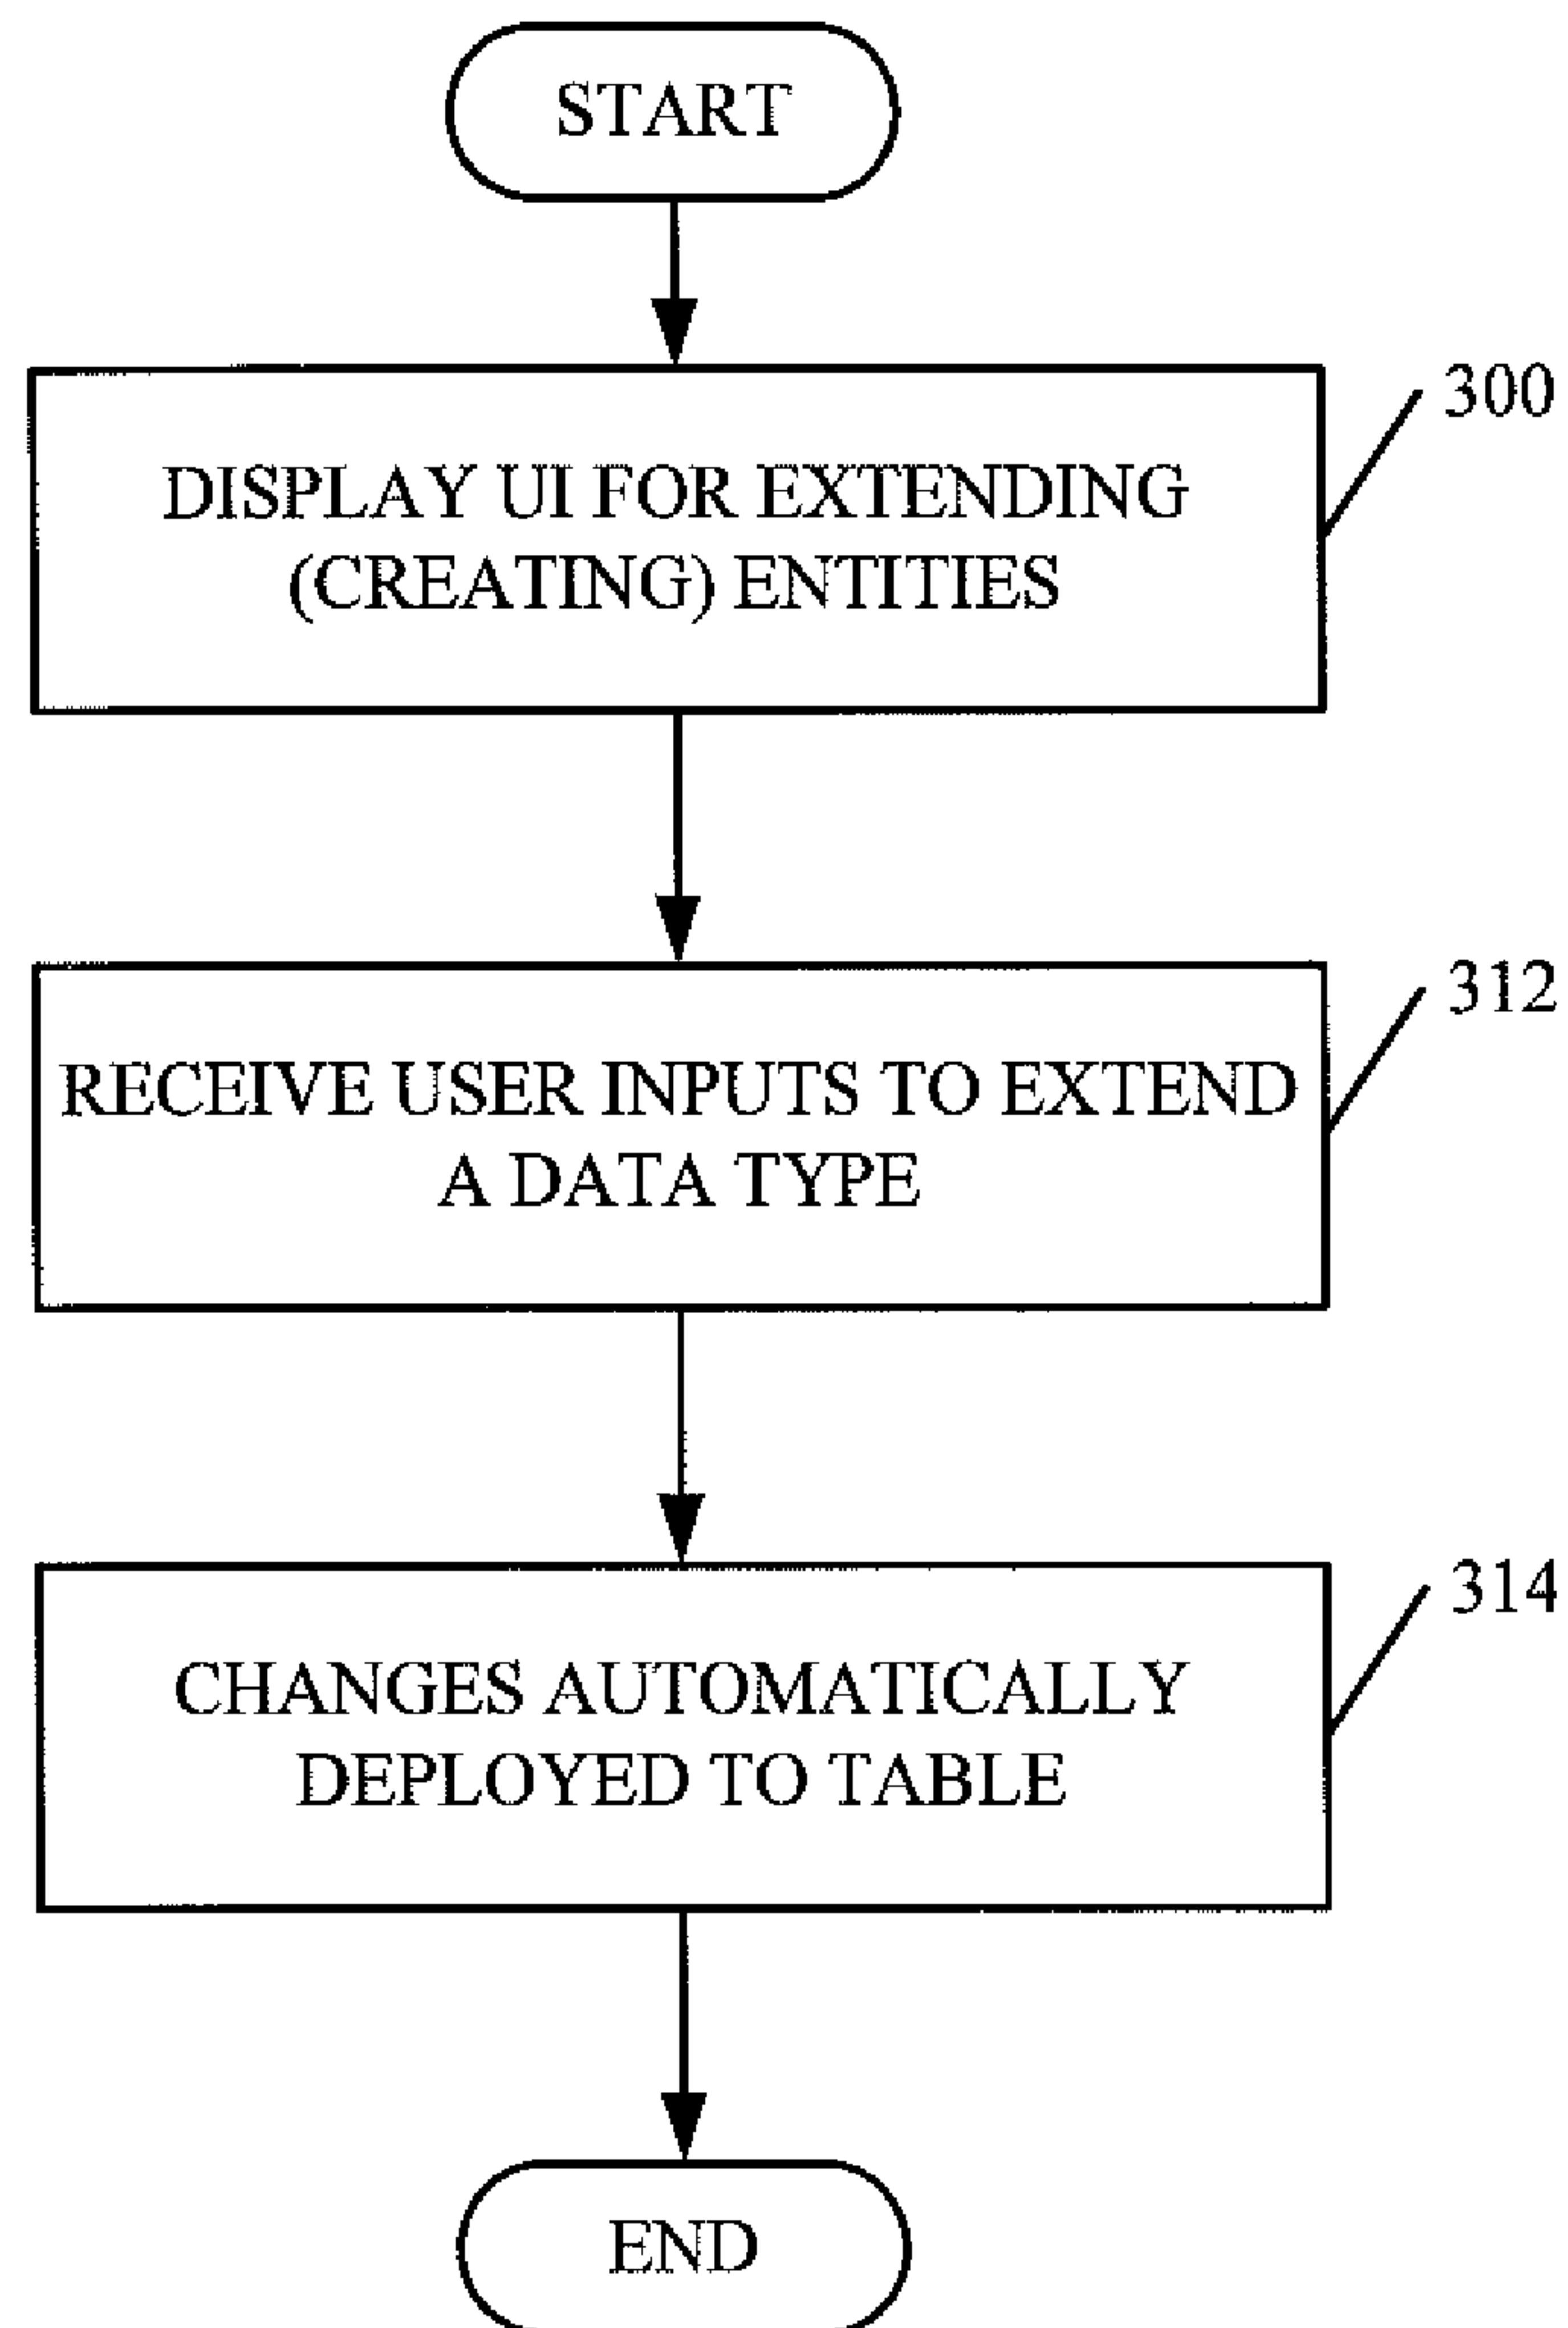 START
300
DISPLAY UI FOR EXTENDING
(CREATING) ENTITIES
312
RECEIVE USER INPUTS TO EXTEND
A DATA TYPE
314
CHANGES AUTOMATICALLY
DEPLOYED TO TABLE
END